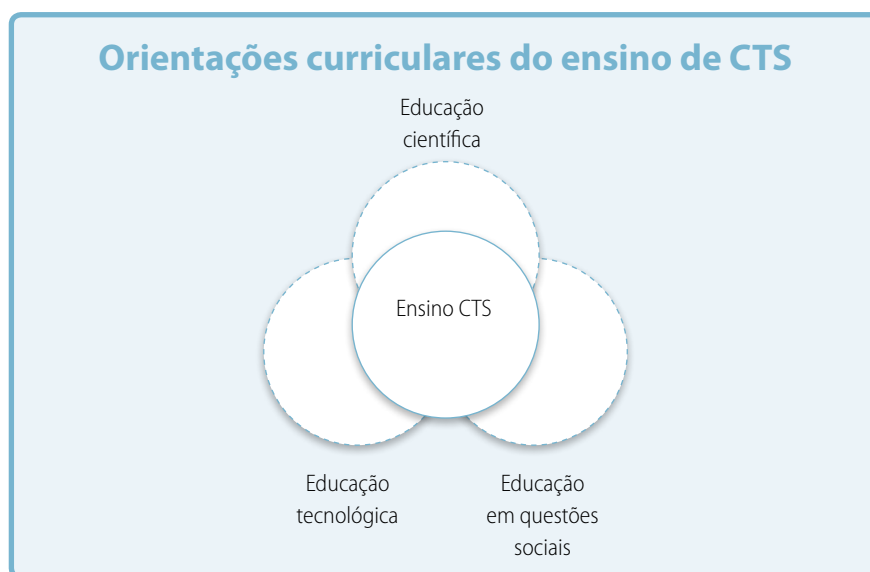 Orientações curriculares do ensino de CTS
Educação
científica
Ensino CTS
Educação
tecnológica
Educação
em questões
sociais